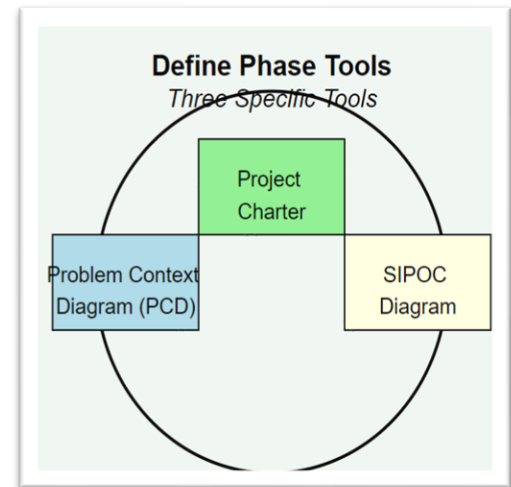 Define Phase Tools
Three Specific Tools
Project
Charter
Problem Context
Diagram (PCD)
SIPOC
Diagram